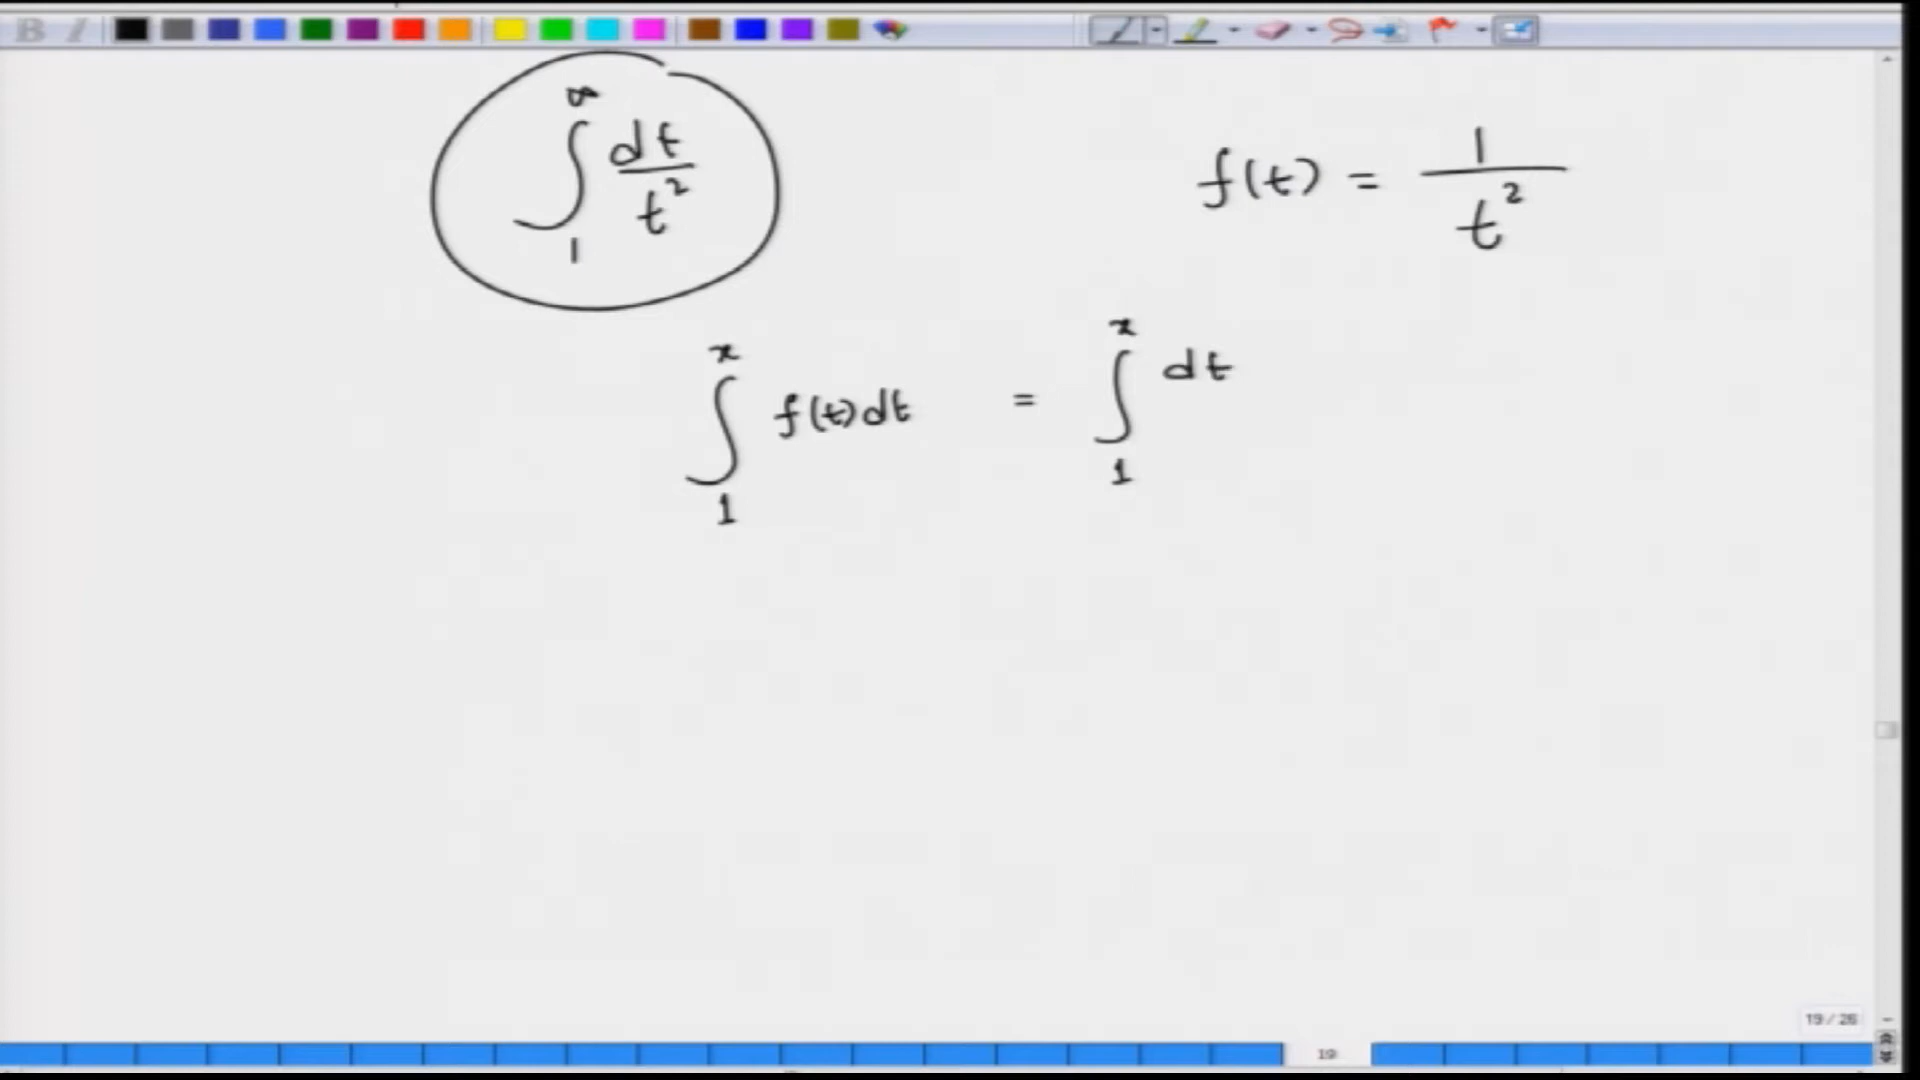 B I
∫₁^∞ dt/t²
f(t) = 1/t²
∫₁^x f(t)dt = ∫₁^x dt
19 / 26
19